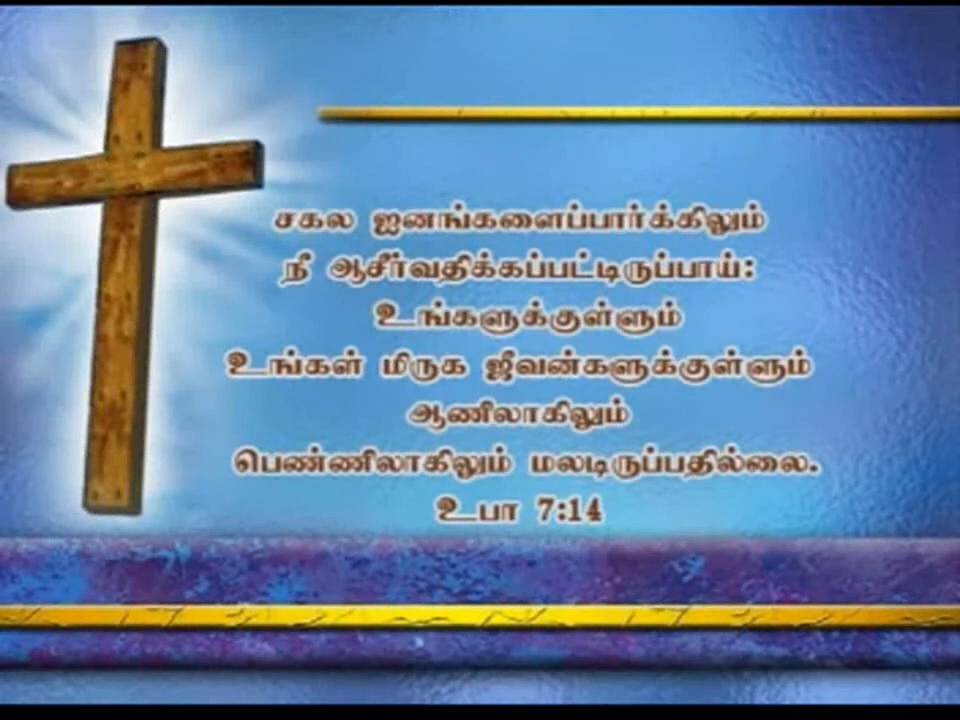 சகல ஜனங்களைப்பார்க்கிலும்
நீ ஆசீர்வதிக்கப்பட்டிருப்பாய்:
உங்களுக்குள்ளும்
உங்கள் மிருக ஜீவன்களுக்குள்ளும்
ஆணிலாகிலும்
பெண்ணிலாகிலும் மலடிருப்பதில்லை.
உபா 7:14